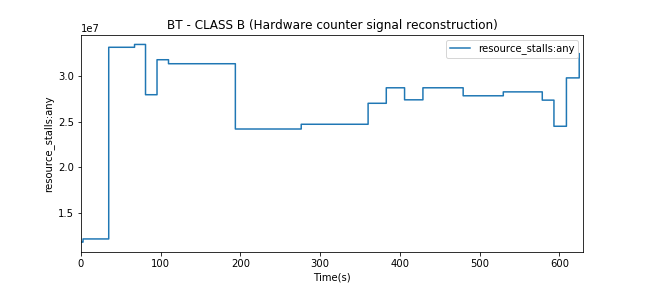 BT - CLASS B (Hardware counter signal reconstruction)
1e7
resource_stalls:any
3.0
2.5
2.0
1.5
resource_stalls:any
0
100
200
300
400
500
600
Time(s)